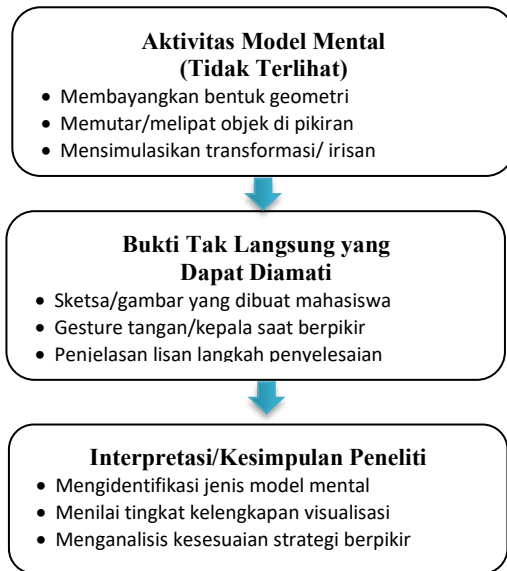 Aktivitas Model Mental
(Tidak Terlihat)
• Membayangkan bentuk geometri
• Memutar/melipat objek di pikiran
• Mensimulasikan transformasi/ irisan
Bukti Tak Langsung yang
Dapat Diamati
• Sketsa/gambar yang dibuat mahasiswa
• Gesture tangan/kepala saat berpikir
• Penjelasan lisan langkah penyelesaian
Interpretasi/Kesimpulan Peneliti
• Mengidentifikasi jenis model mental
• Menilai tingkat kelengkapan visualisasi
• Menganalisis kesesuaian strategi berpikir